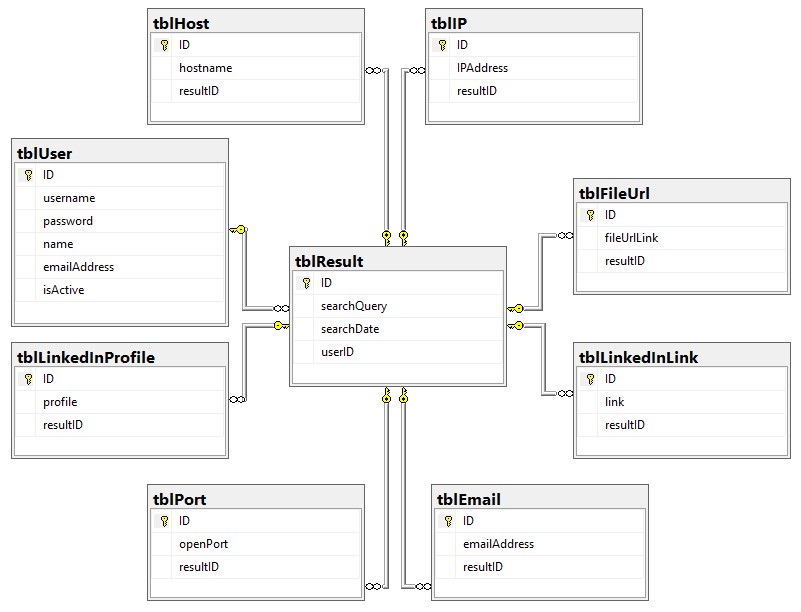 tblHost
ID
hostname
resultID
tblIP
ID
IPAddress
resultID
tblUser
ID
username
password
name
emailAddress
isActive
tblFileUrl
ID
fileUrlLink
resultID
tblResult
ID
searchQuery
searchDate
userID
tblLinkedInProfile
ID
profile
resultID
tblLinkedInLink
ID
link
resultID
tblPort
ID
openPort
resultID
tblEmail
ID
emailAddress
resultID